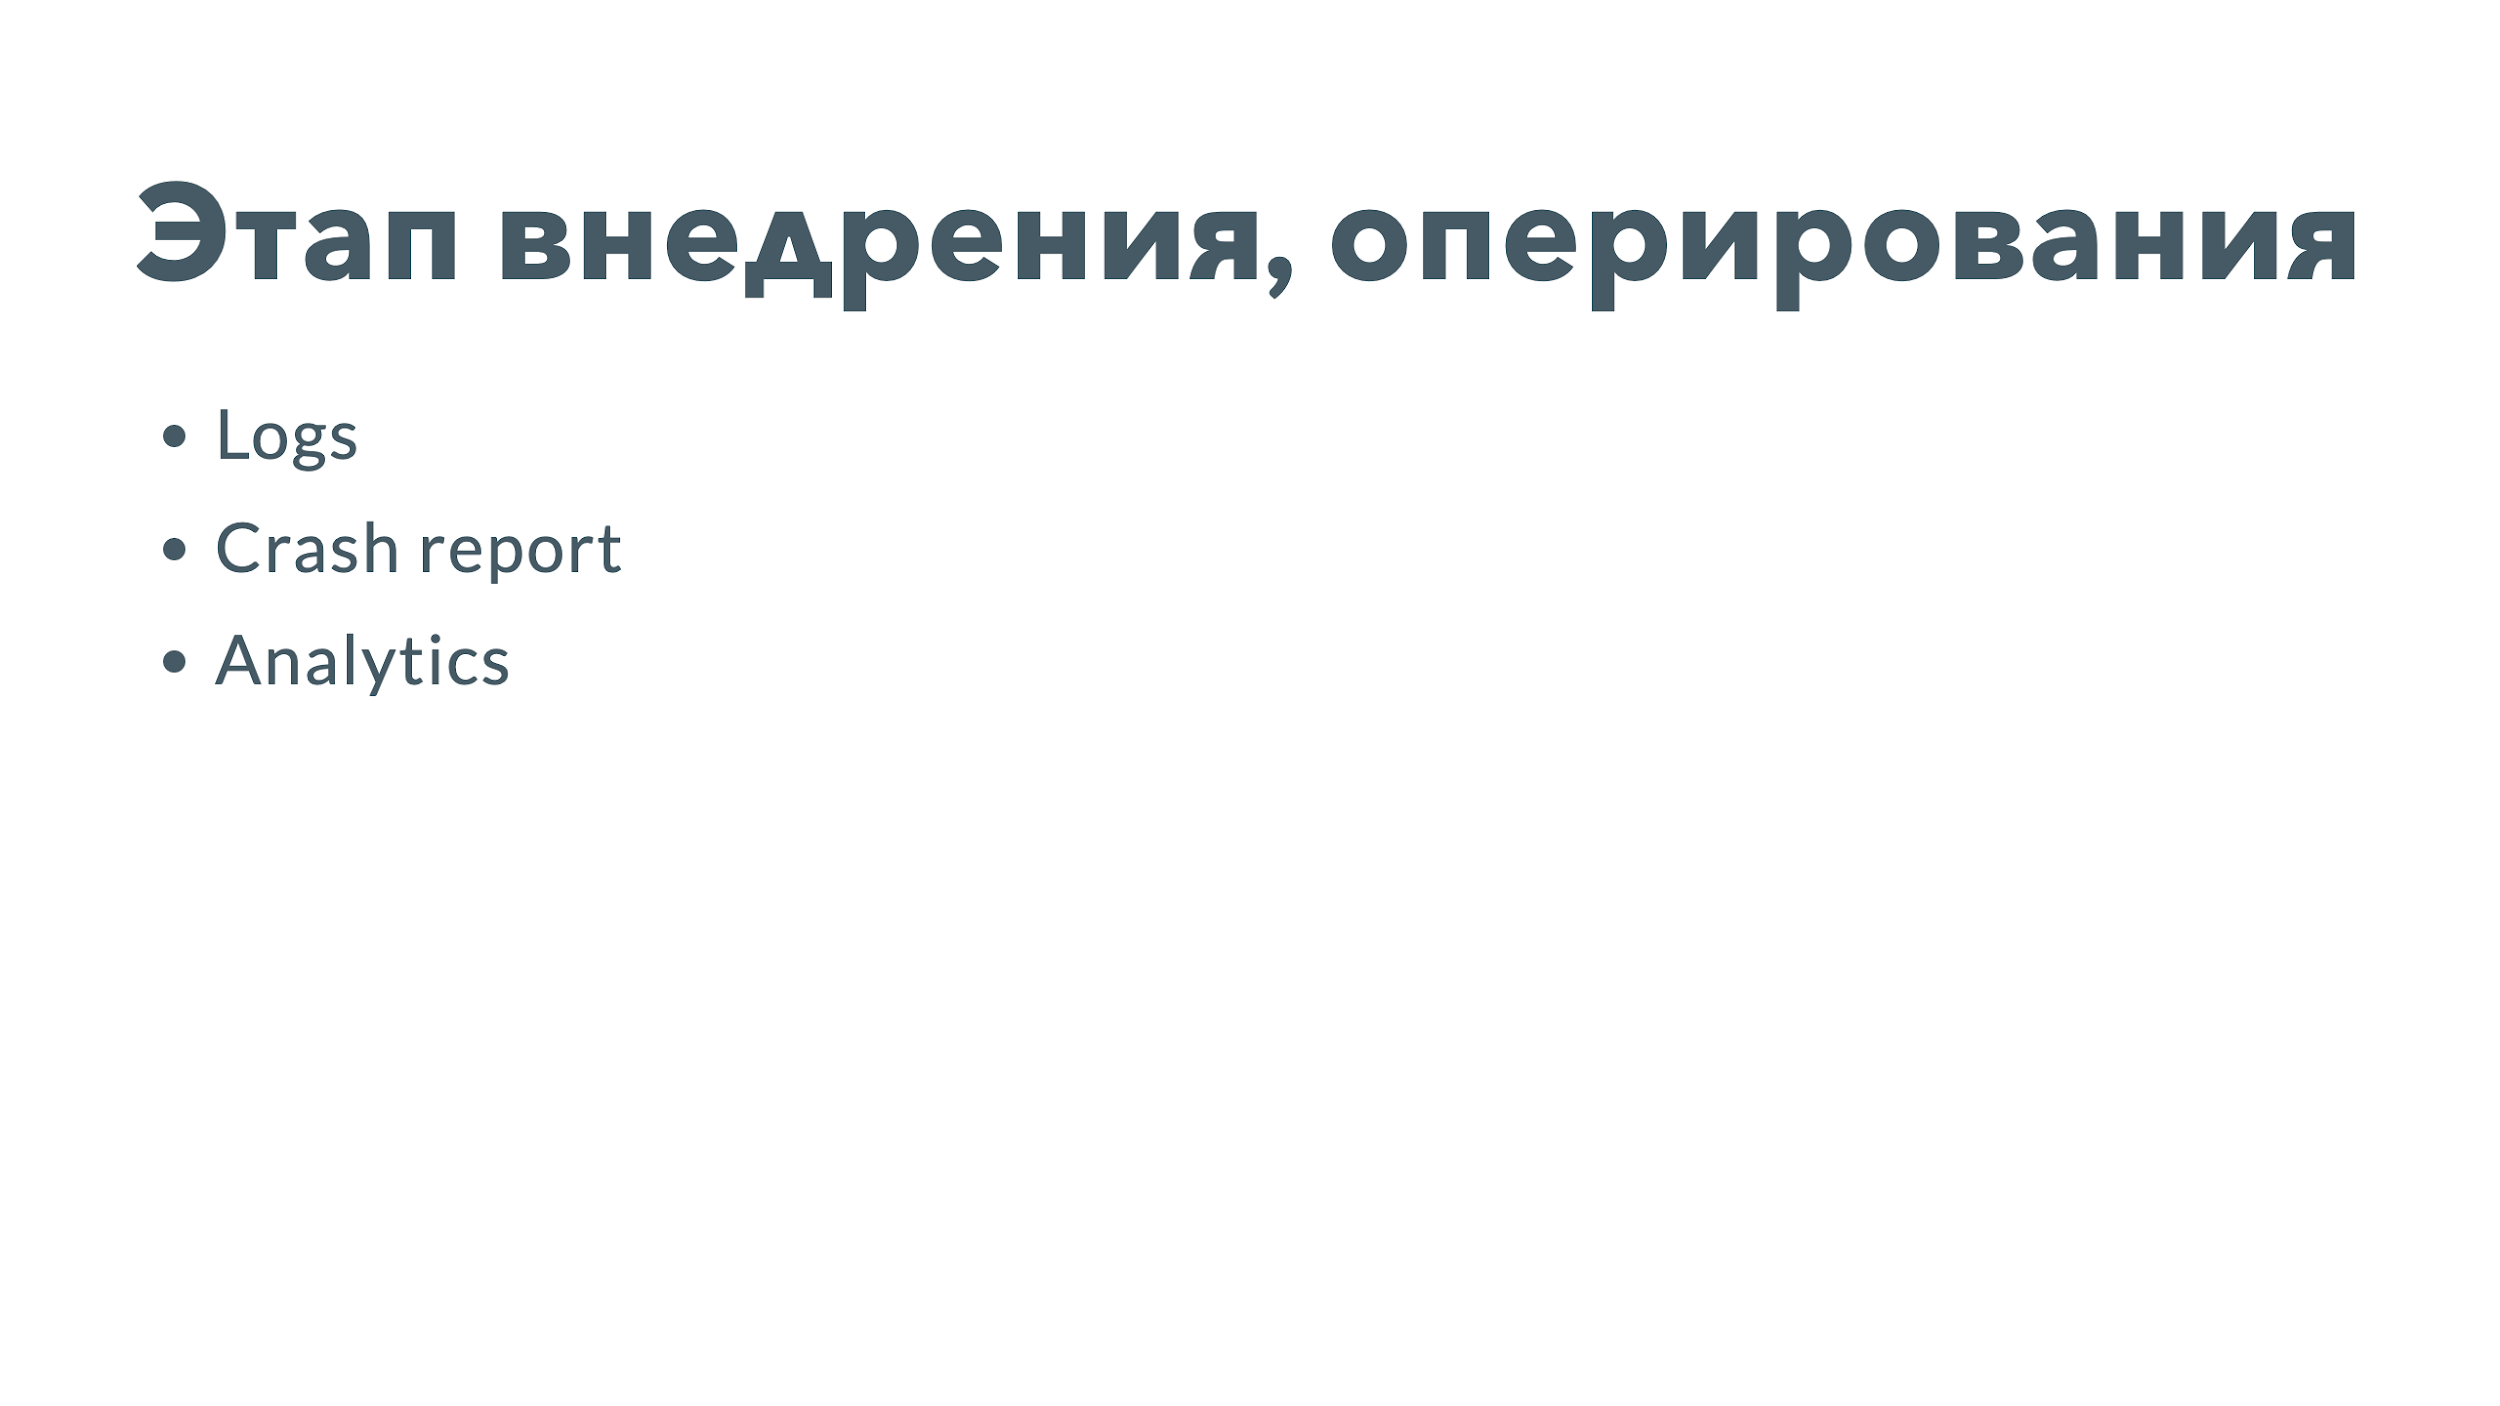 Этап внедрения, оперирования
• Logs
• Crash report
• Analytics